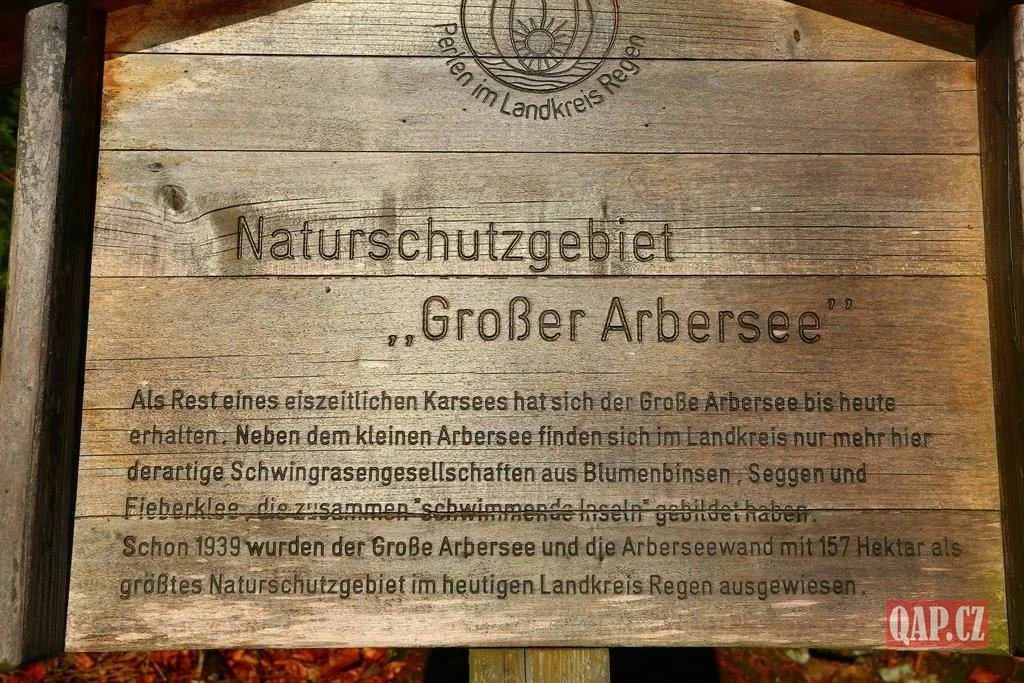 Perlen im Landkreis Regen
Naturschutzgebiet
,,Großer Arbersee''
Als Rest eines eiszeitlichen Karsees hat sich der Große Arbersee bis heute
erhalten. Neben dem kleinen Arbersee finden sich im Landkreis nur mehr hier
derartige Schwingrasengesellschaften aus Blumenbinsen, Seggen und
Fieberklee, die zusammen "schwimmende Inseln" gebildet haben.
Schon 1939 wurden der Große Arbersee und die Arberseewand mit 157 Hektar als
größtes Naturschutzgebiet im heutigen Landkreis Regen ausgewiesen.
QAP.CZ